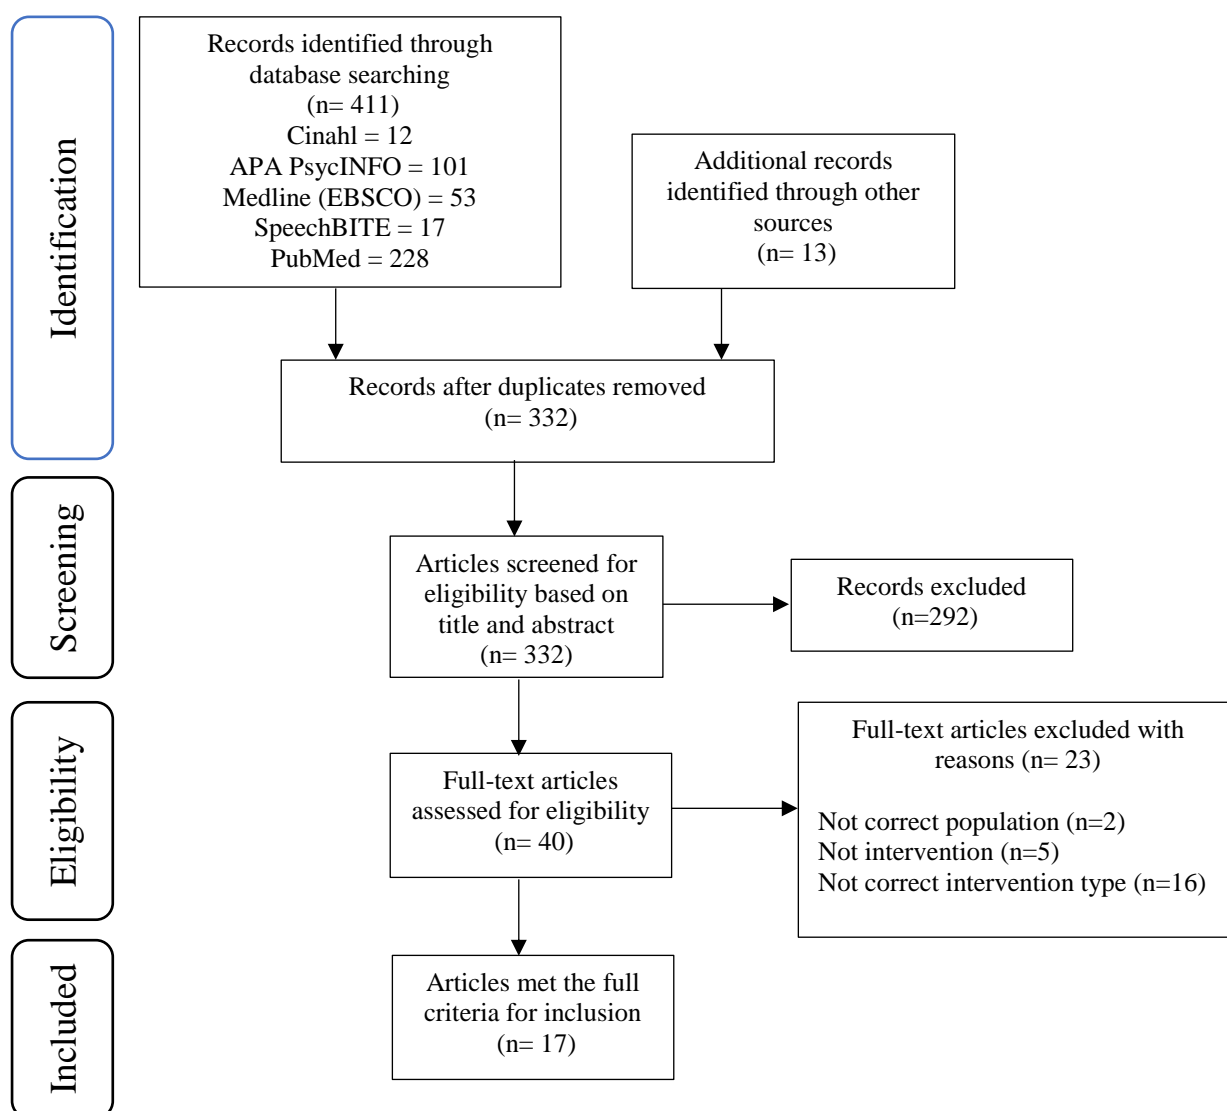 Identification
Records identified through
database searching
(n= 411)
Cinahl = 12
APA PsycINFO = 101
Medline (EBSCO) = 53
SpeechBITE = 17
PubMed = 228
Additional records
identified through other
sources
(n= 13)
Records after duplicates removed
(n= 332)
Screening
Articles screened for
eligibility based on
title and abstract
(n= 332)
Records excluded
(n=292)
Eligibility
Full-text articles
assessed for eligibility
(n= 40)
Full-text articles excluded with
reasons (n= 23)
Not correct population (n=2)
Not intervention (n=5)
Not correct intervention type (n=16)
Included
Articles met the full
criteria for inclusion
(n= 17)